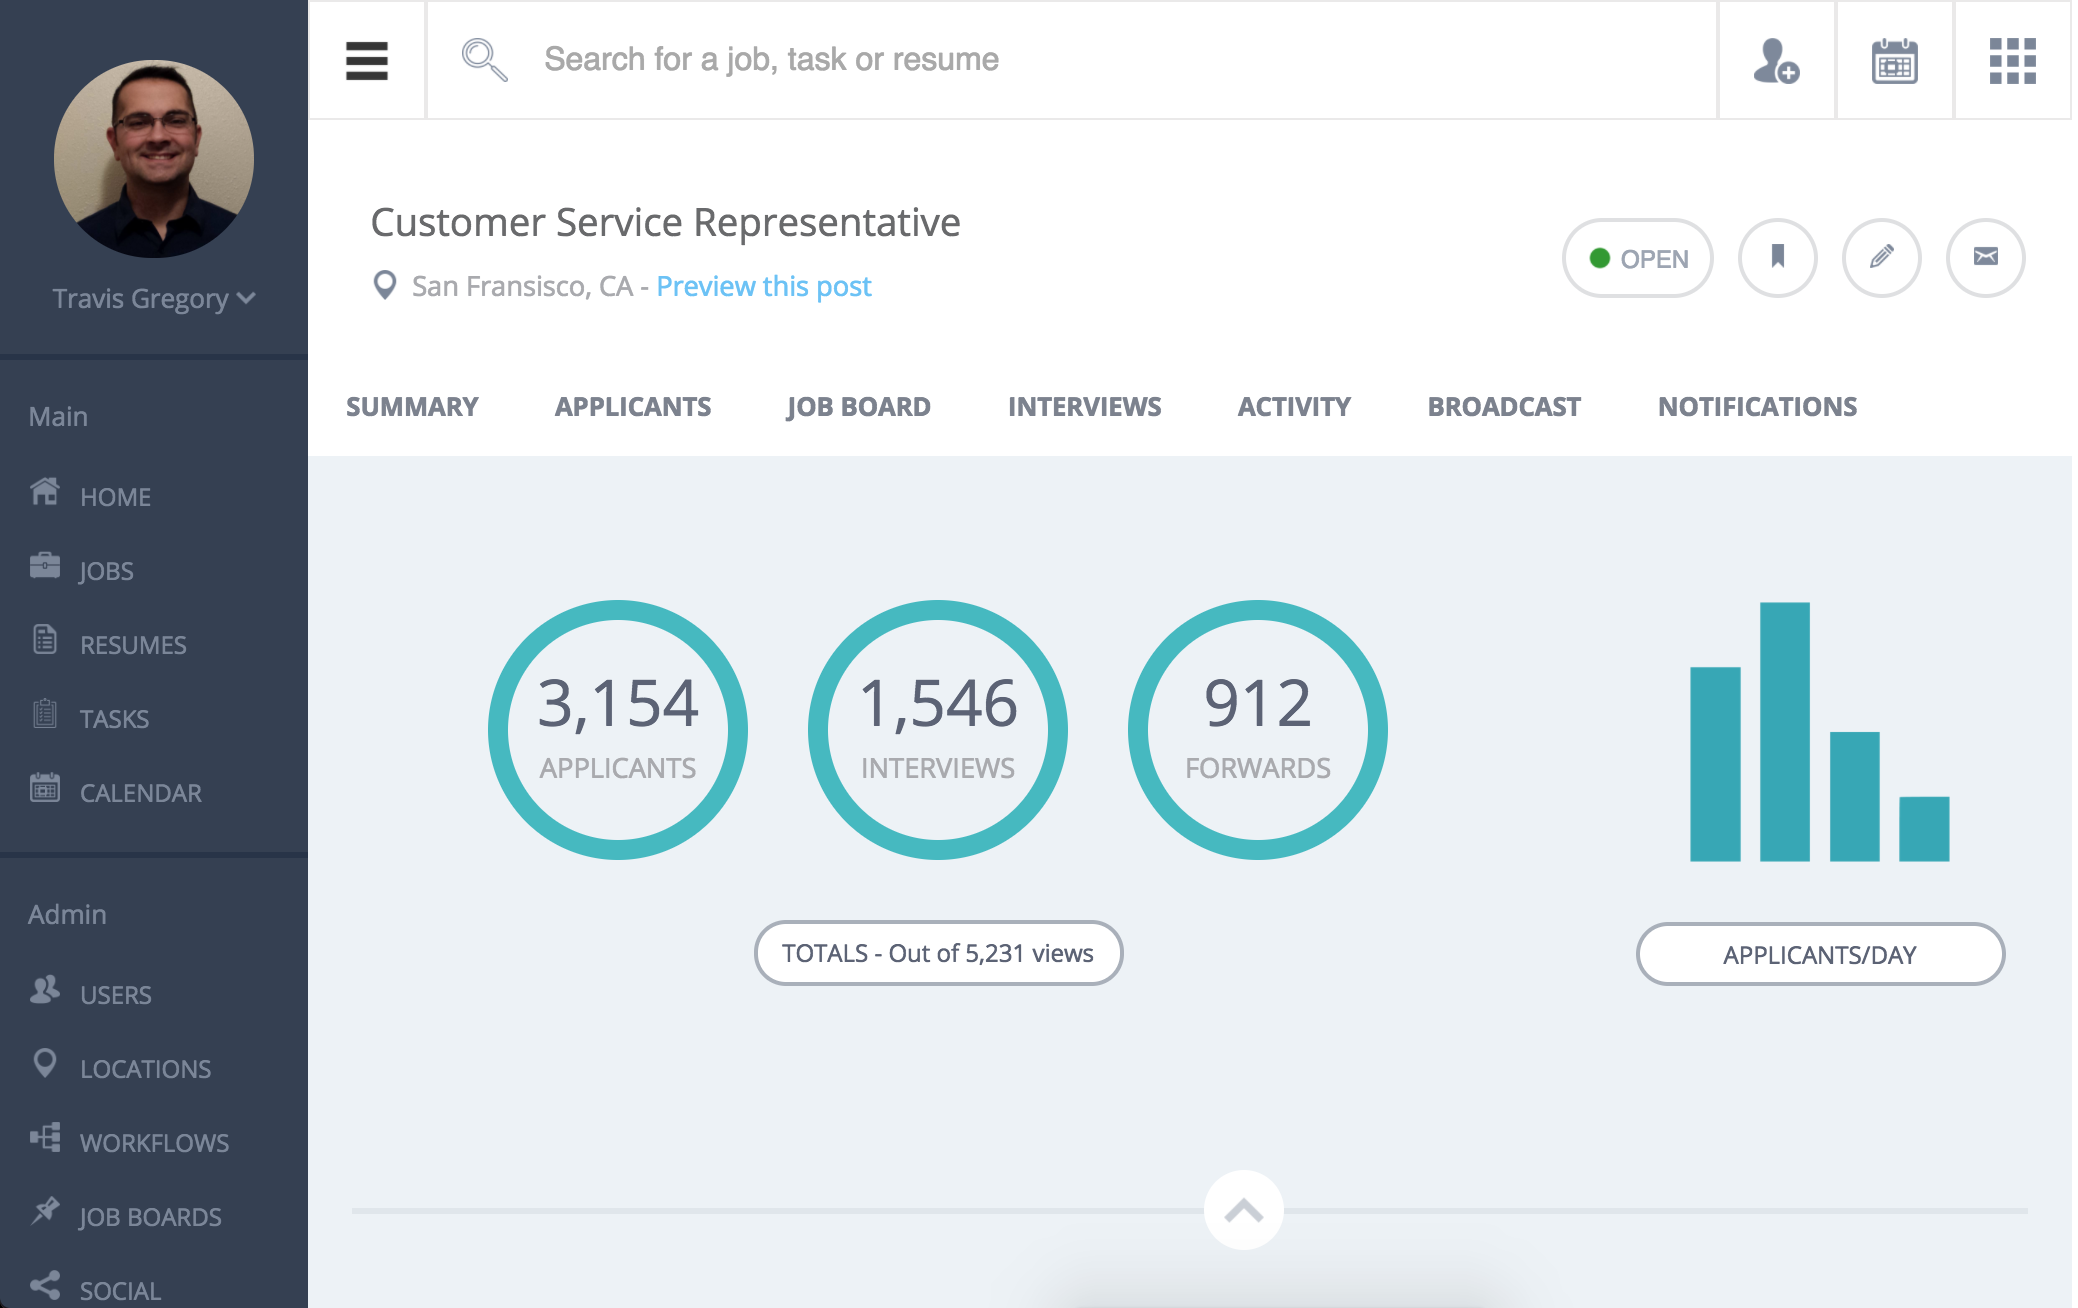 Travis Gregory
Main
HOME
JOBS
RESUMES
TASKS
CALENDAR
Admin
USERS
LOCATIONS
WORKFLOWS
JOB BOARDS
SOCIAL
Search for a job, task or resume
Customer Service Representative
San Fransisco, CA - Preview this post
OPEN
SUMMARY APPLICANTS JOB BOARD INTERVIEWS ACTIVITY BROADCAST NOTIFICATIONS
3,154 1,546 912
APPLICANTS INTERVIEWS FORWARDS
TOTALS - Out of 5,231 views
APPLICANTS/DAY